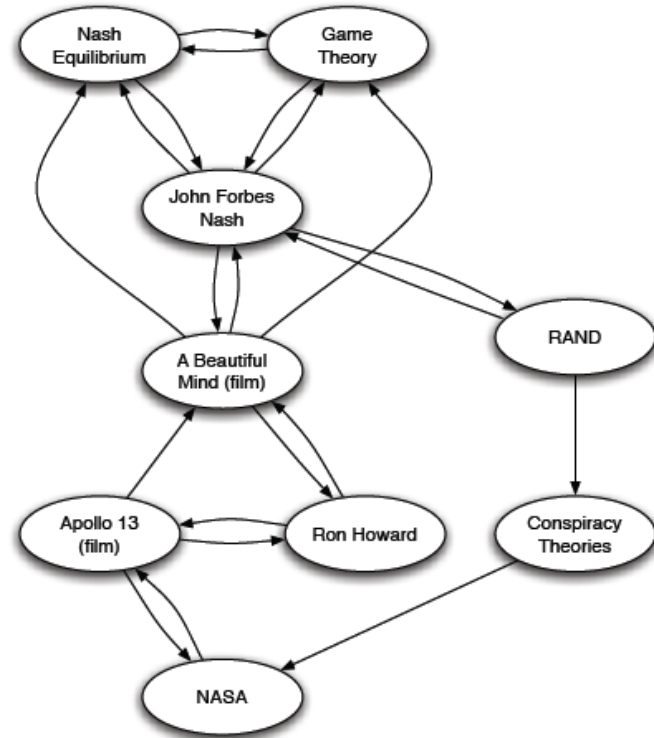 Nash
Equilibrium
Game
Theory
John Forbes
Nash
RAND
A Beautiful
Mind (film)
Apollo 13
(film)
Ron Howard
Conspiracy
Theories
NASA